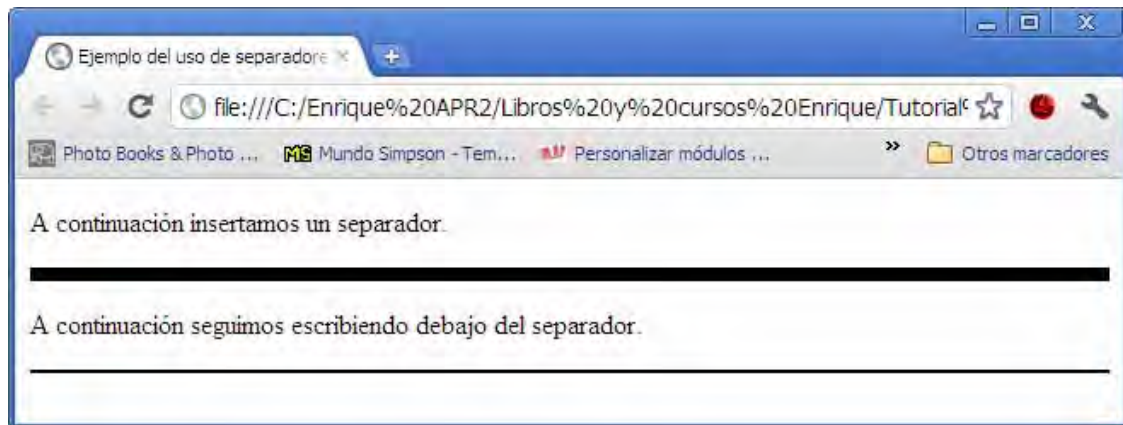 Ejemplo del uso de separadore
file:///C:/Enrique%20APR2/Libros%20y%20cursos%20Enrique/Tutorial
Photo Books & Photo ... MS Mundo Simpson - Tem... Personalizar módulos ... » Otros marcadores
A continuación insertamos un separador.
A continuación seguimos escribiendo debajo del separador.